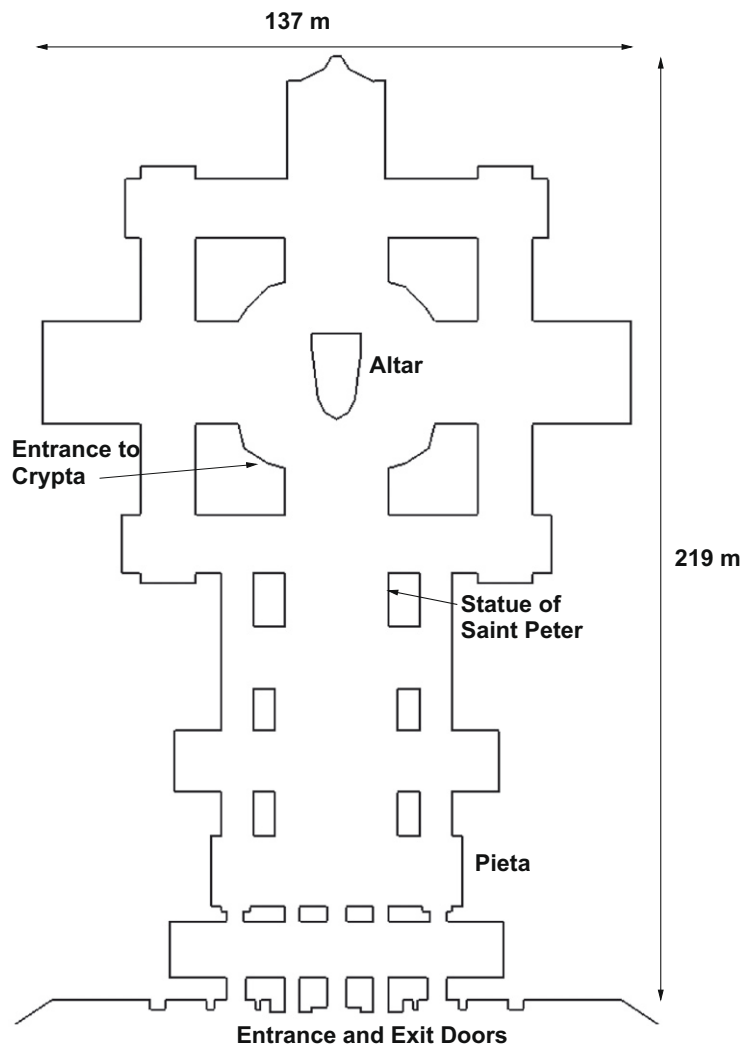 137 m
Altar
Entrance to
Crypta
219 m
Statue of
Saint Peter
Pieta
Entrance and Exit Doors